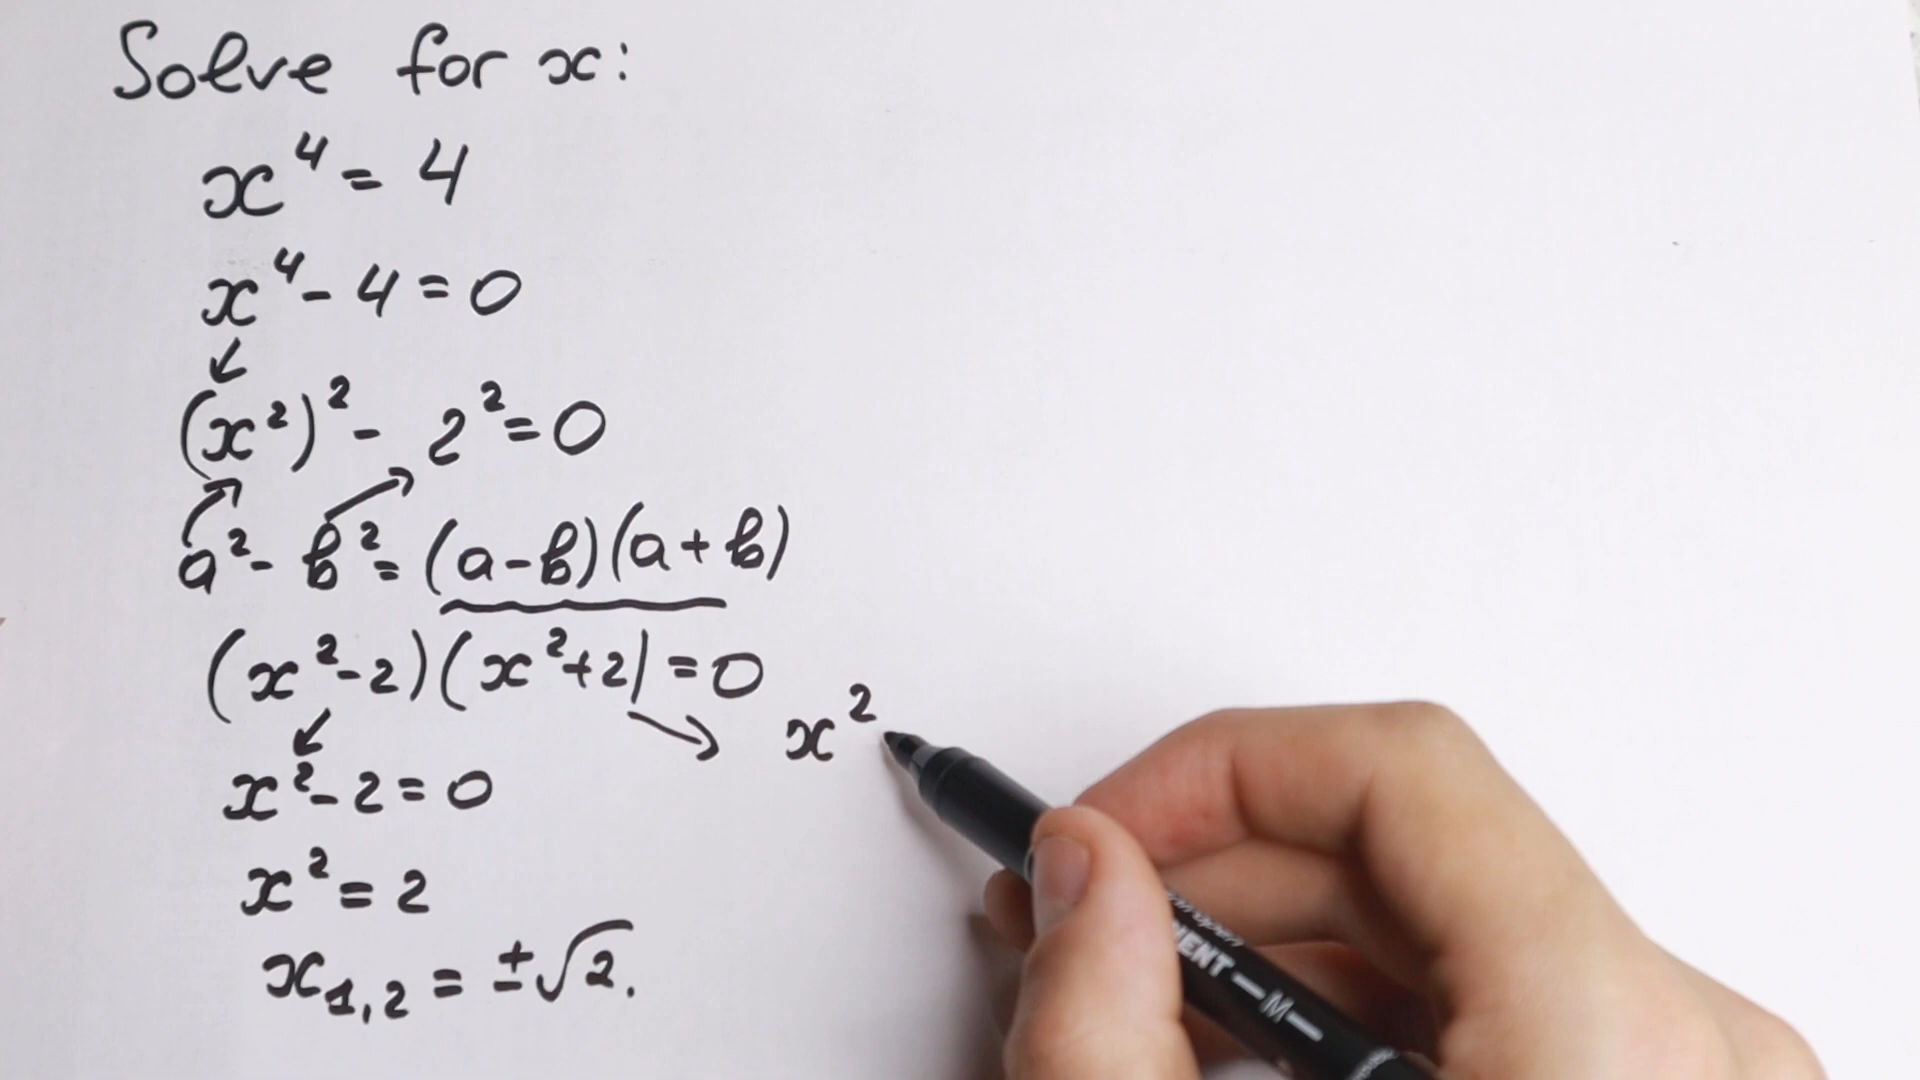 Solve for x:
x⁴ = 4
x⁴ - 4 = 0
(x²)² - 2² = 0
a² - b² = (a - b)(a + b)
(x² - 2)(x² + 2) = 0
x² - 2 = 0
x² = 2
x₁,₂ = ±√2.
x²
M